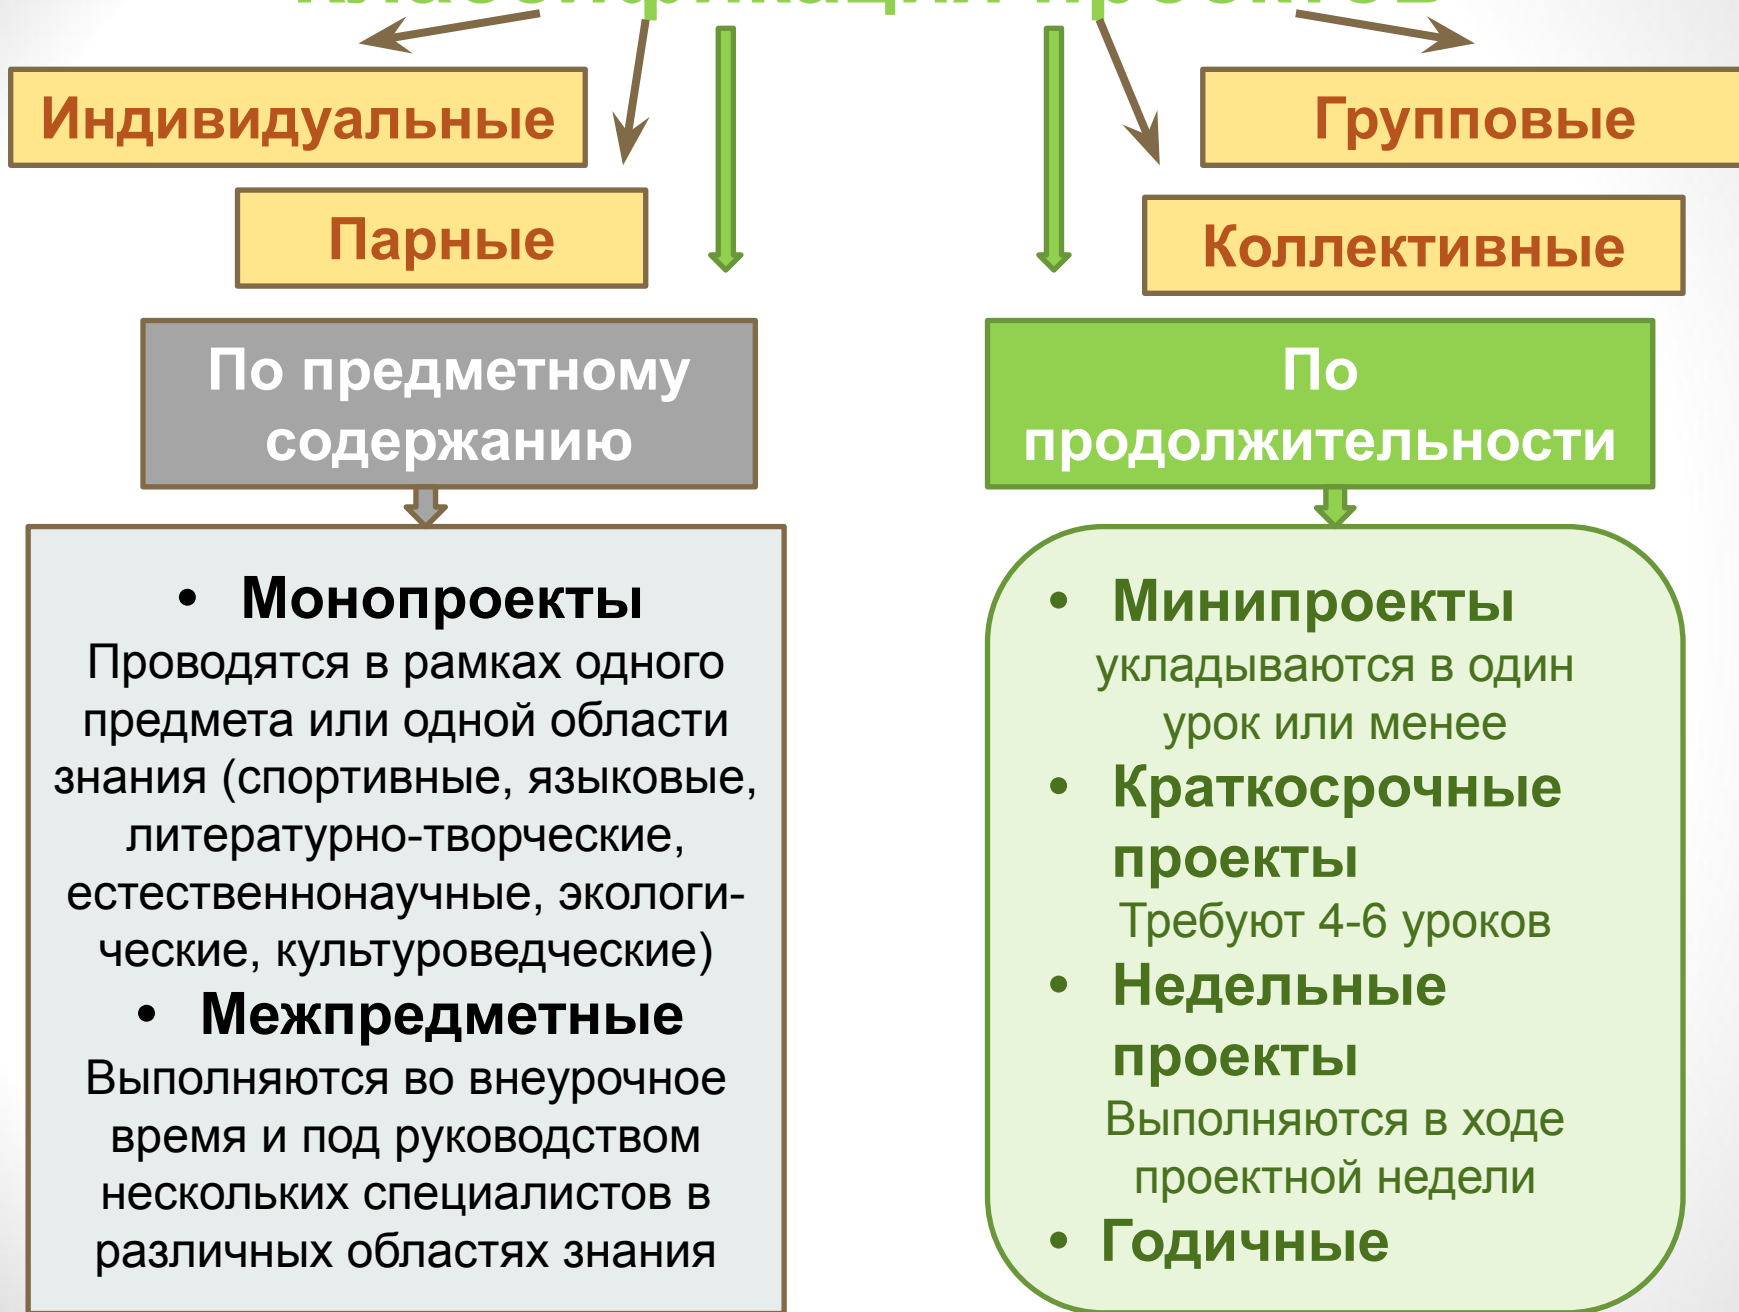 Классификация проектов
Индивидуальные
Групповые
Парные
Коллективные
По предметному
содержанию
• Монопроекты
Проводятся в рамках одного
предмета или одной области
знания (спортивные, языковые,
литературно-творческие,
естественнонаучные, экологи-
ческие, культуроведческие)
• Межпредметные
Выполняются во внеурочное
время и под руководством
нескольких специалистов в
различных областях знания
По
продолжительности
• Минипроекты
укладываются в один
урок или менее
• Краткосрочные
проекты
Требуют 4-6 уроков
• Недельные
проекты
Выполняются в ходе
проектной недели
• Годичные